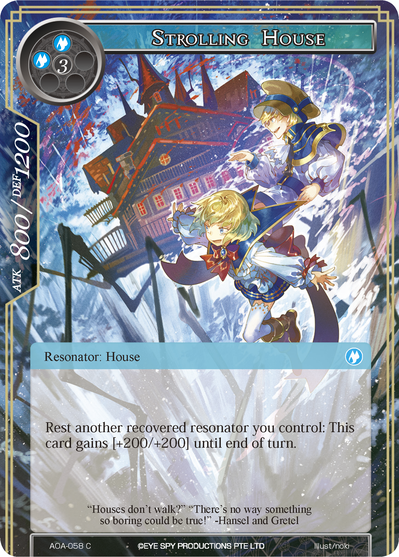 STROLLING HOUSE
3
ATK 800 / DEF 1200
Resonator: House
Rest another recovered resonator you control: This
card gains [+200/+200] until end of turn.
“Houses don’t walk?” “There’s no way something
so boring could be true!” -Hansel and Gretel
AOA-058 C
©EYE SPY PRODUCTIONS PTE LTD
Illust/noki